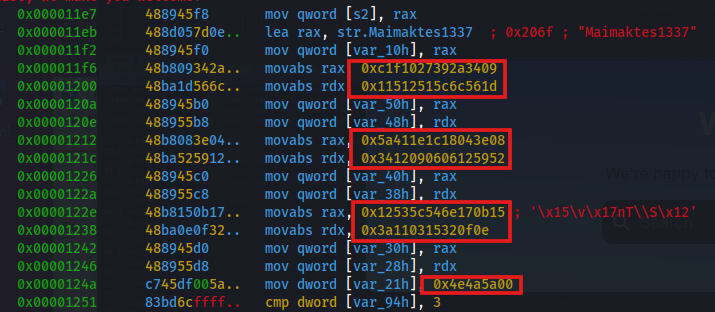 0x000011e7 488945f8 mov qword [s2], rax
0x000011eb 488d057d0e.. lea rax, str.Maimaktes1337 ; 0x206f ; "Maimaktes1337"
0x000011f2 488945f0 mov qword [var_10h], rax
0x000011f6 48b809342a.. movabs rax, 0xc1f1027392a3409
0x00001200 48ba1d566c.. movabs rdx, 0x11512515c6c561d
0x0000120a 488945b0 mov qword [var_50h], rax
0x0000120e 488955b8 mov qword [var_48h], rdx
0x00001212 48b8083e04.. movabs rax, 0x5a411e1c18043e08
0x0000121c 48ba525912.. movabs rdx, 0x3412090606125952
0x00001226 488945c0 mov qword [var_40h], rax
0x0000122a 488955c8 mov qword [var_38h], rdx
0x0000122e 48b8150b17.. movabs rax, 0x12535c546e170b15 ; '\x15\v\x17nT\\S\x12'
0x00001238 48ba0e0f32.. movabs rdx, 0x3a110315320f0e
0x00001242 488945d0 mov qword [var_30h], rax
0x00001246 488955d8 mov qword [var_28h], rdx
0x0000124a c745df005a.. mov dword [var_21h], 0x4e4a5a00
0x00001251 83bd6cffff.. cmp dword [var_94h], 3